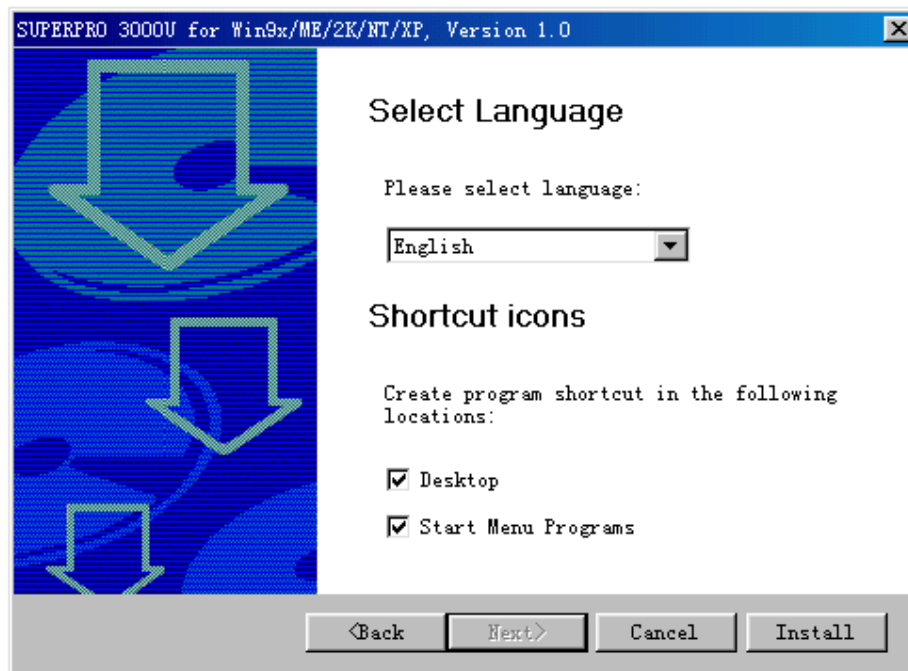 SUPERPRO 3000U for Win9x/ME/2K/NT/XP, Version 1.0
Select Language
Please select language:
English
Shortcut icons
Create program shortcut in the following
locations:
Desktop
Start Menu Programs
<Back
Next>
Cancel
Install